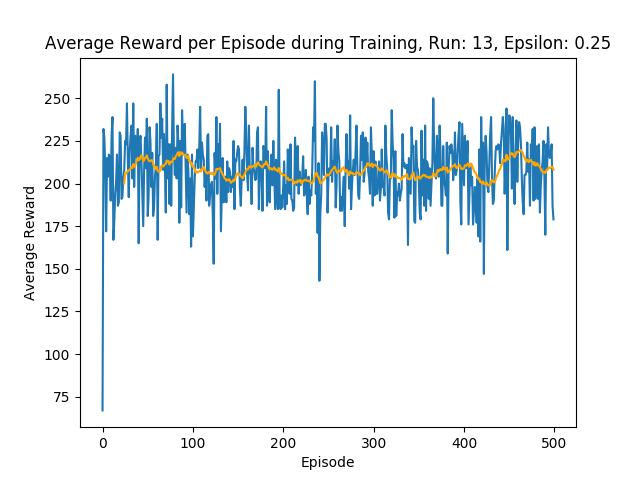 Average Reward per Episode during Training, Run: 13, Epsilon: 0.25
Average Reward
250
225
200
175
150
125
100
75
0 100 200 300 400 500
Episode